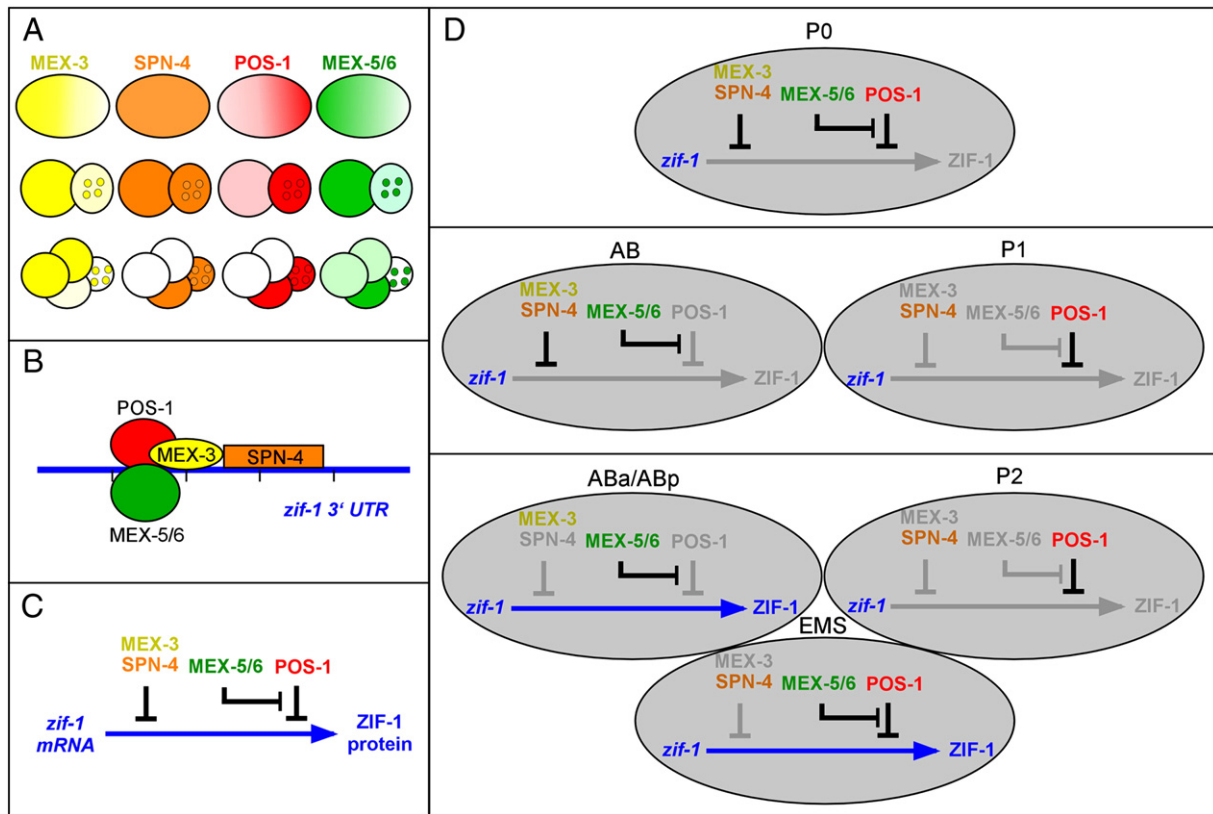 A
MEX-3 SPN-4 POS-1 MEX-5/6
B
POS-1
MEX-3 SPN-4
zif-1 3' UTR
MEX-5/6
C
MEX-3
SPN-4 MEX-5/6 POS-1
zif-1 mRNA
ZIF-1 protein
D
P0
MEX-3
SPN-4 MEX-5/6 POS-1
zif-1 ZIF-1
AB
MEX-3
SPN-4 MEX-5/6 POS-1
zif-1 ZIF-1
P1
MEX-3
SPN-4 MEX-5/6 POS-1
zif-1 ZIF-1
ABa/ABp
MEX-3
SPN-4 MEX-5/6 POS-1
zif-1 ZIF-1
P2
MEX-3
SPN-4 MEX-5/6 POS-1
zif-1 ZIF-1
EMS
MEX-3
SPN-4 MEX-5/6 POS-1
zif-1 ZIF-1